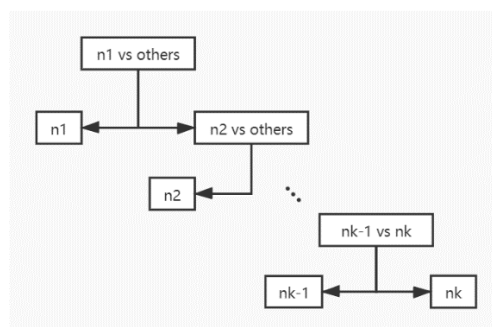 n1 vs others
n1
n2 vs others
n2
nk-1 vs nk
nk-1
nk